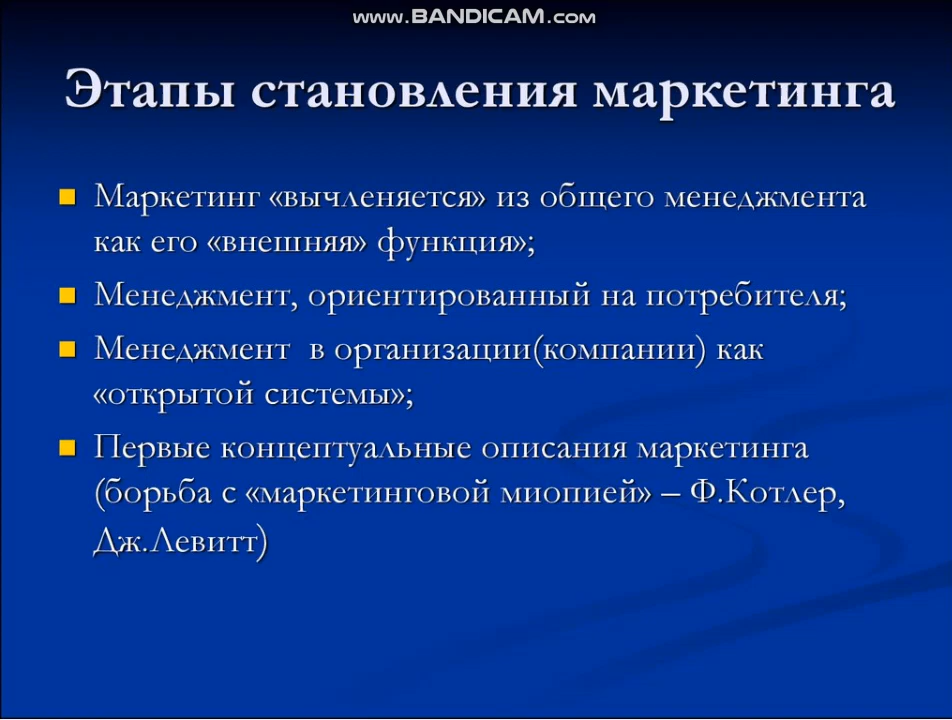 www.BANDICAM.com
Этапы становления маркетинга
Маркетинг «вычленяется» из общего менеджмента
как его «внешняя» функция»;
Менеджмент, ориентированный на потребителя;
Менеджмент в организации(компании) как
«открытой системы»;
Первые концептуальные описания маркетинга
(борьба с «маркетинговой миопией» – Ф.Котлер,
Дж.Левитт)